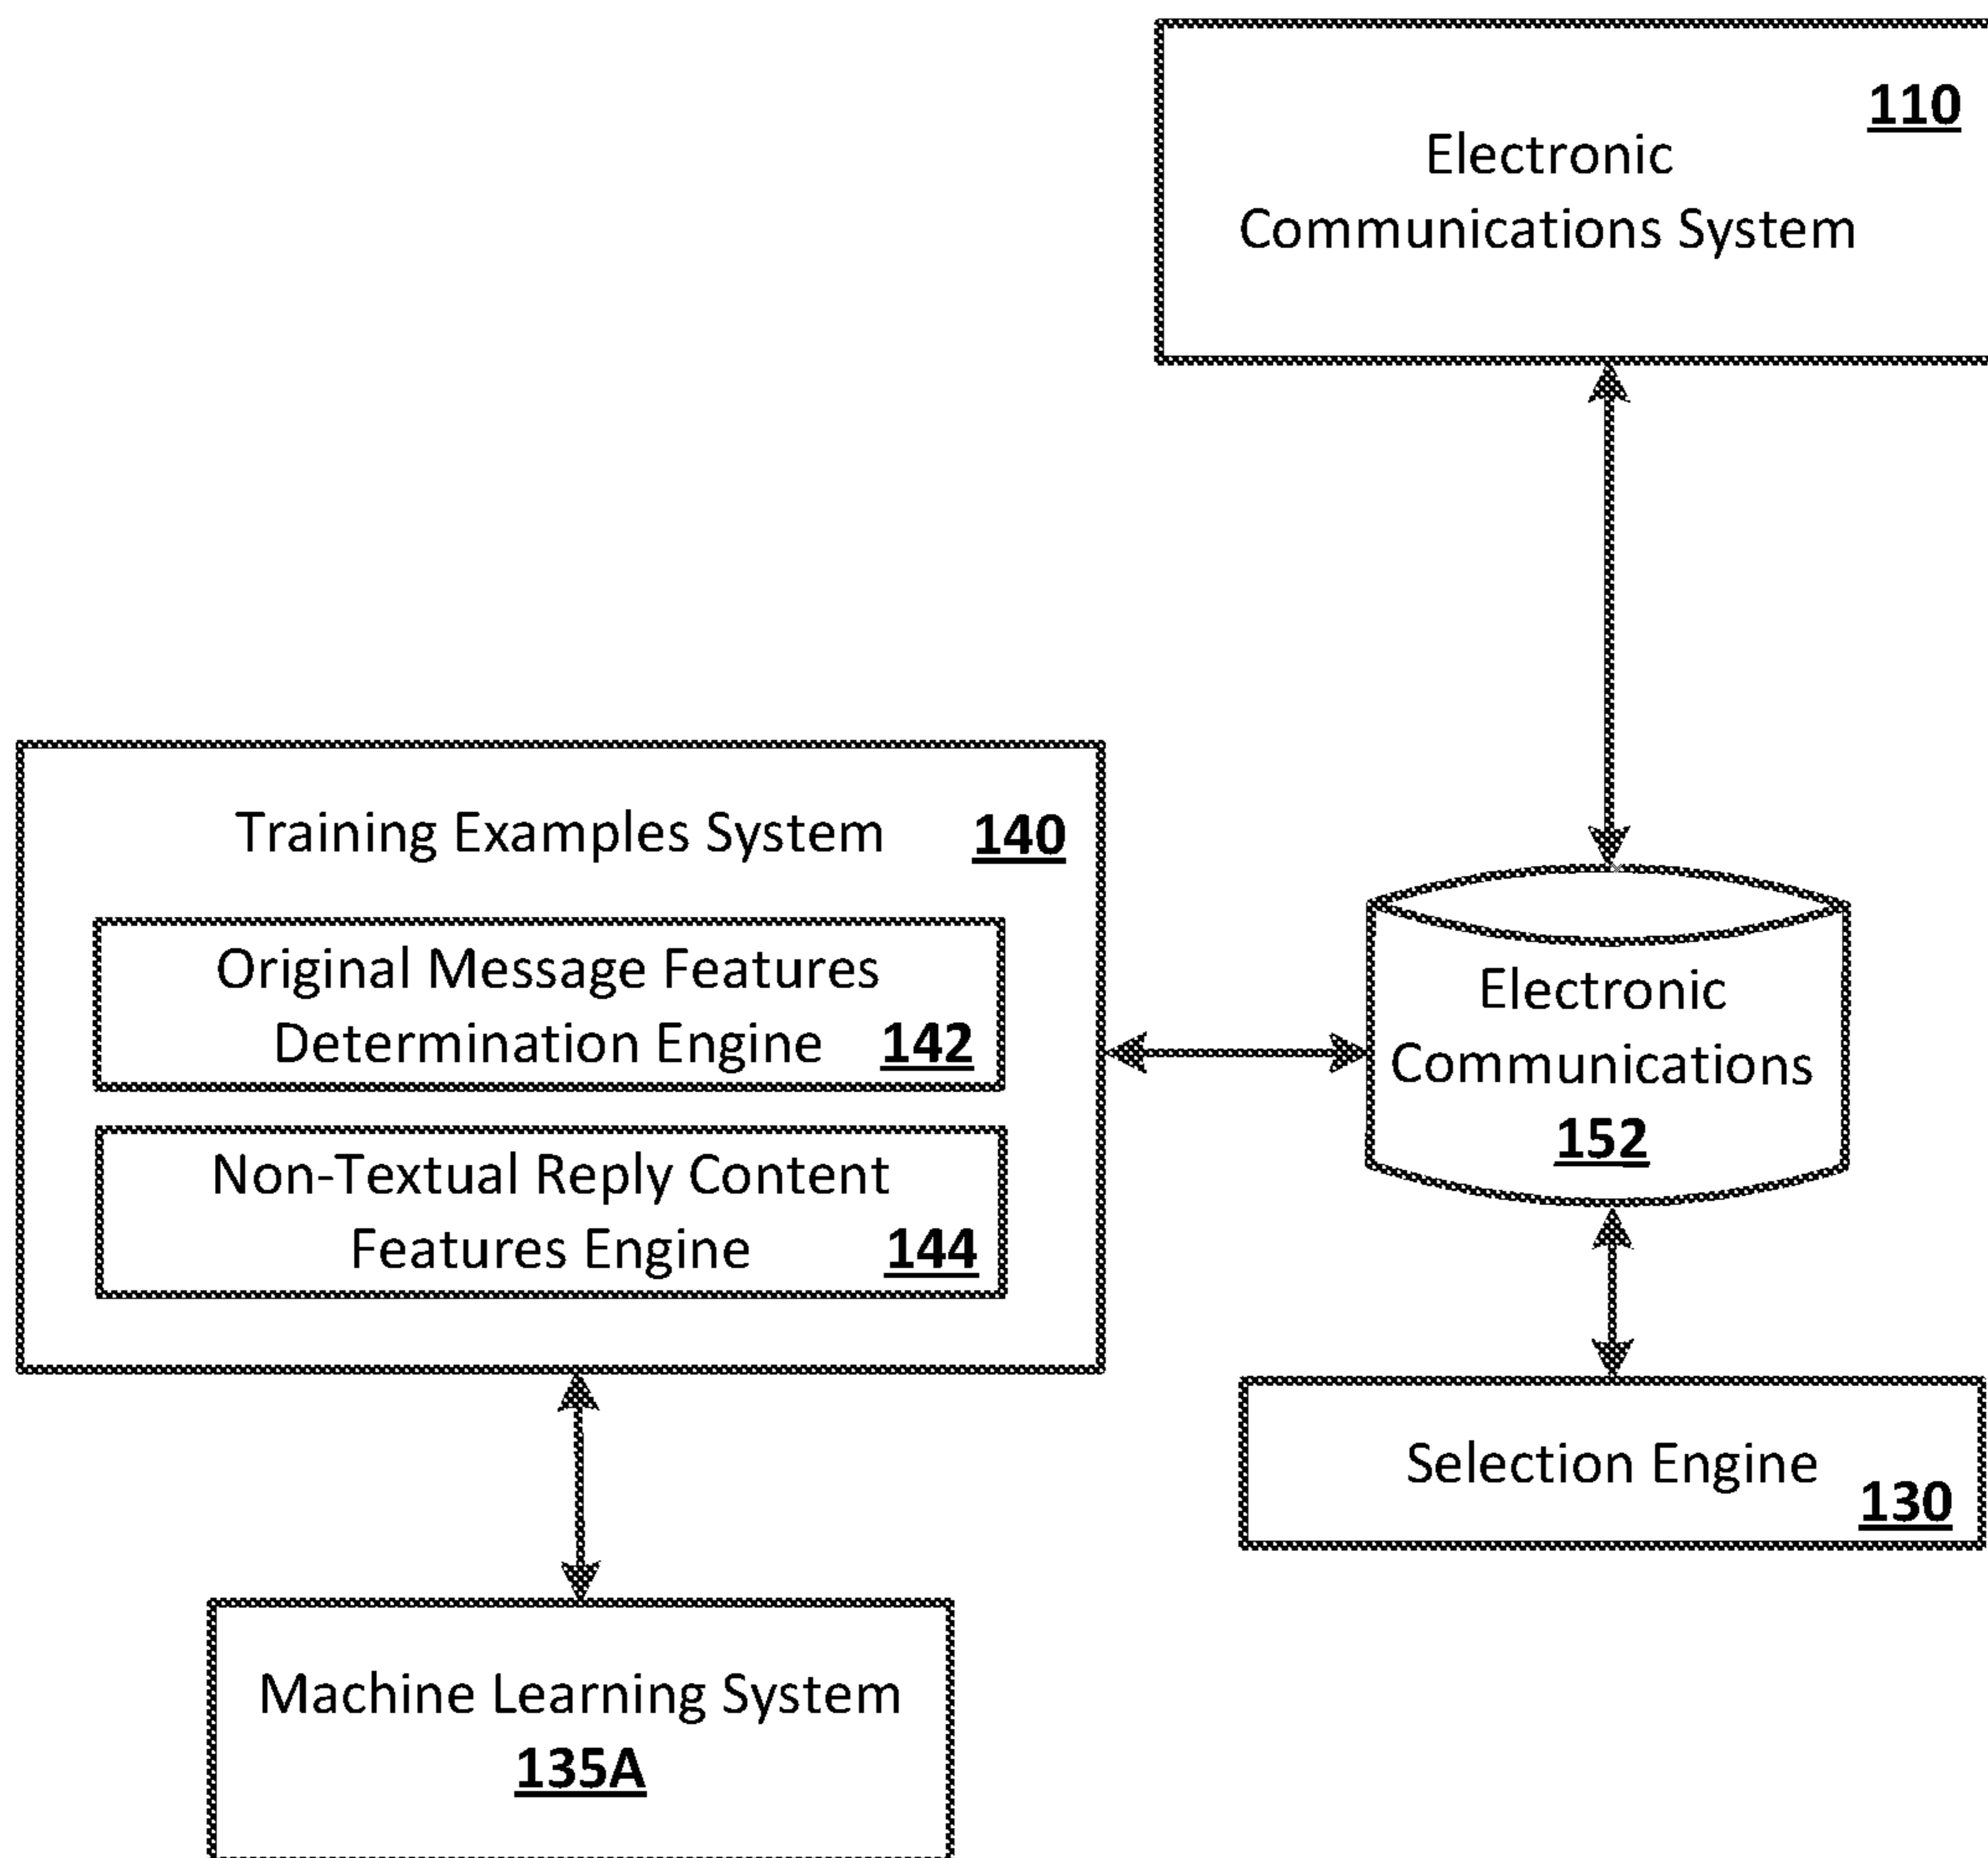 110
Electronic
Communications System
Training Examples System 140
Original Message Features
Determination Engine 142
Non-Textual Reply Content
Features Engine 144
Electronic
Communications
152
Selection Engine
130
Machine Learning System
135A